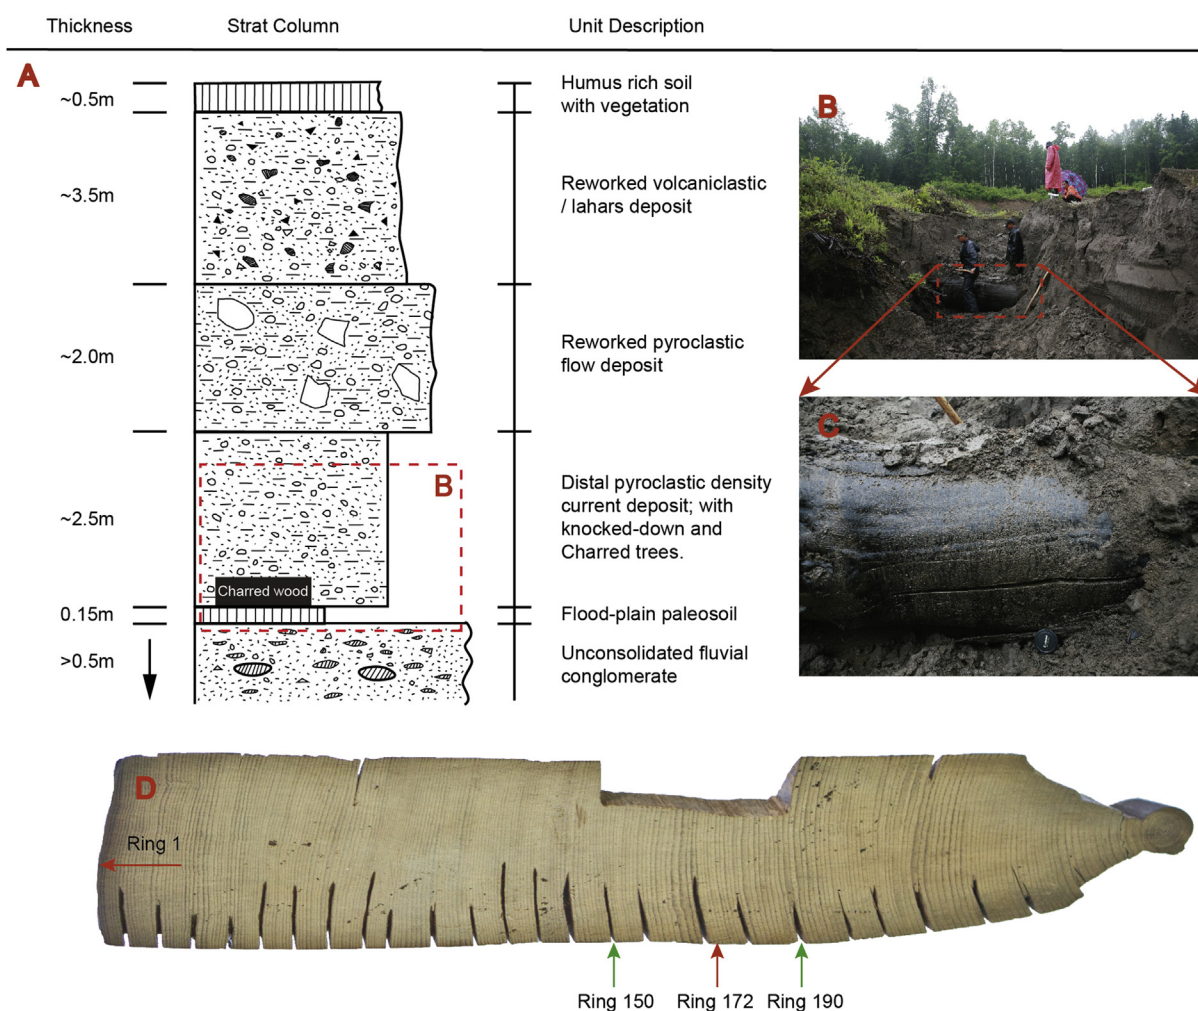 Thickness Strat Column Unit Description
A
~0.5m
Humus rich soil
with vegetation
~3.5m
Reworked volcaniclastic
/ lahars deposit
~2.0m
Reworked pyroclastic
flow deposit
B
~2.5m
Distal pyroclastic density
current deposit; with
knocked-down and
Charred trees.
Charred wood
0.15m
Flood-plain paleosoil
>0.5m
Unconsolidated fluvial
conglomerate
B
C
D
Ring 1
Ring 150 Ring 172 Ring 190